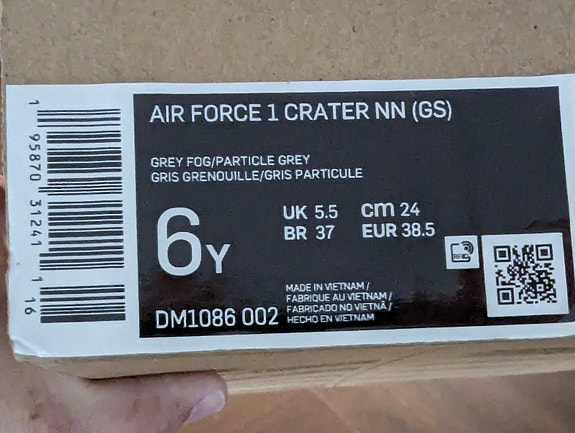 AIR FORCE 1 CRATER NN (GS)
GREY FOG/PARTICLE GREY
GRIS GRENOUILLE/GRIS PARTICULE
6Y
UK 5.5 cm 24
BR 37 EUR 38.5
RFID
MADE IN VIETNAM /
FABRIQUE AU VIETNAM /
FABRICADO NO VIETNÃ /
HECHO EN VIETNAM
DM1086 002
1 95870 31241 1 16